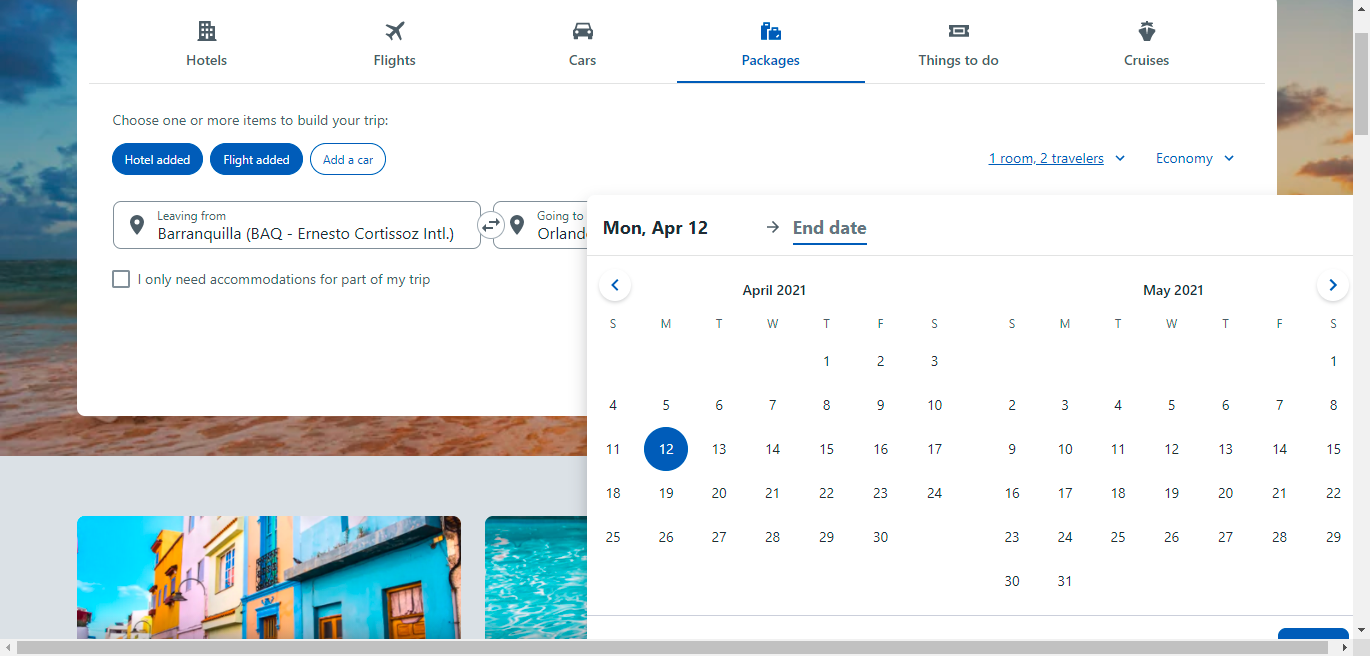 Hotels Flights Cars Packages Things to do Cruises
Choose one or more items to build your trip:
Hotel added Flight added Add a car 1 room, 2 travelers Economy
Leaving from Going to
Barranquilla (BAQ - Ernesto Cortissoz Intl.) Orland
Mon, Apr 12 End date
I only need accommodations for part of my trip
April 2021 May 2021
S M T W T F S S M T W T F S
1 2 3 1
4 5 6 7 8 9 10 2 3 4 5 6 7 8
11 12 13 14 15 16 17 9 10 11 12 13 14 15
18 19 20 21 22 23 24 16 17 18 19 20 21 22
25 26 27 28 29 30 23 24 25 26 27 28 29
30 31